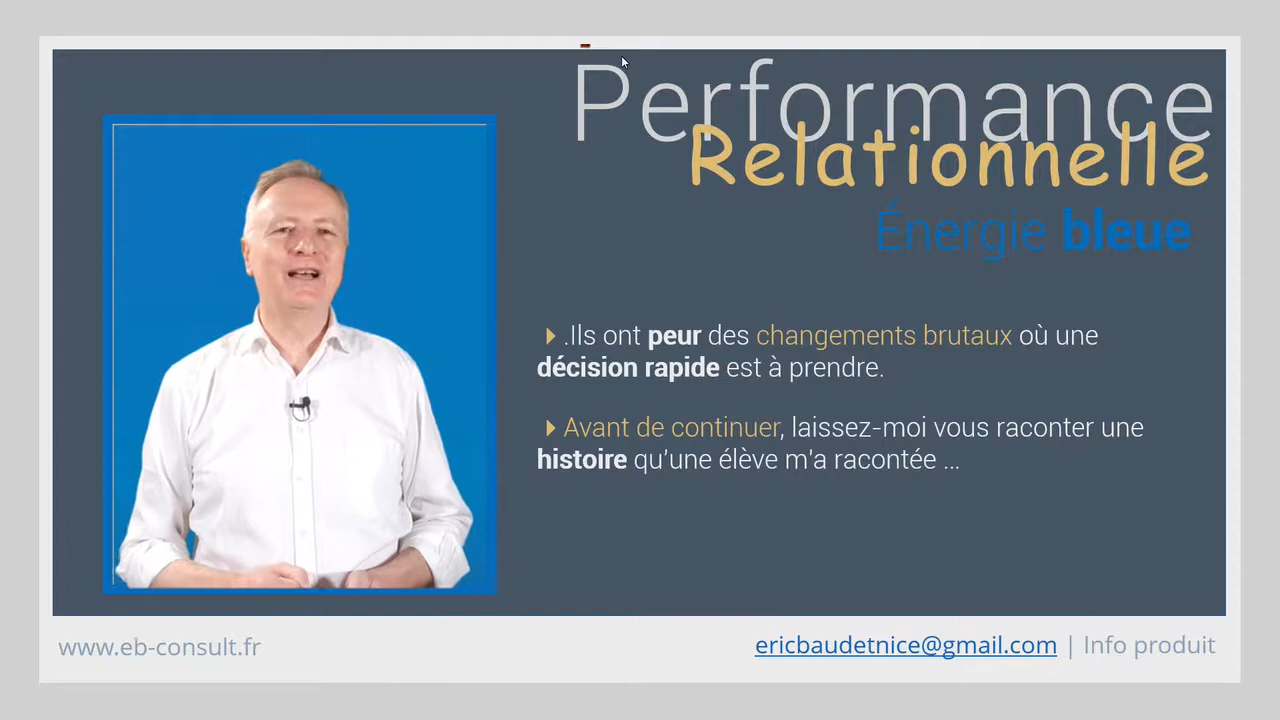 Performance
Relationnelle
Énergie bleue
.Ils ont peur des changements brutaux où une
décision rapide est à prendre.
Avant de continuer, laissez-moi vous raconter une
histoire qu'une élève m'a racontée ...
www.eb-consult.fr
ericbaudetnice@gmail.com | Info produit